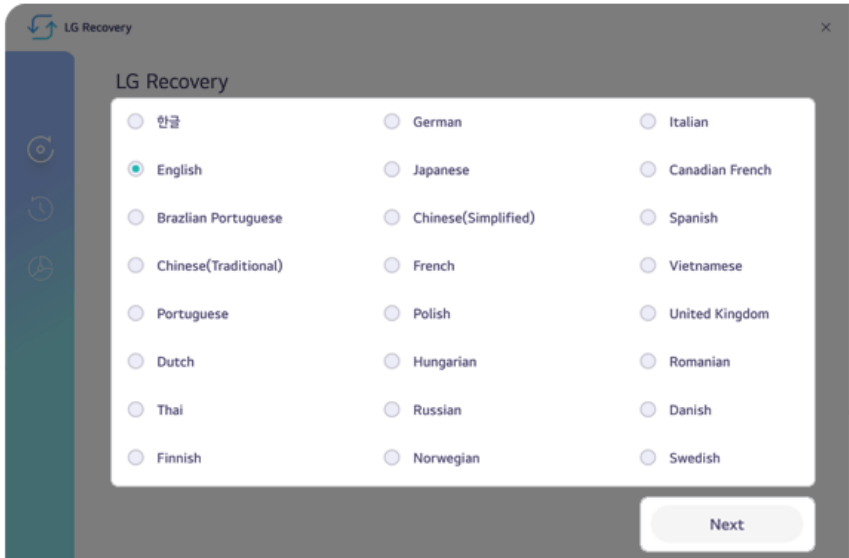 LG Recovery
LG Recovery
한글 German Italian
English Japanese Canadian French
Brazlian Portuguese Chinese(Simplified) Spanish
Chinese(Traditional) French Vietnamese
Portuguese Polish United Kingdom
Dutch Hungarian Romanian
Thai Russian Danish
Finnish Norwegian Swedish
Next